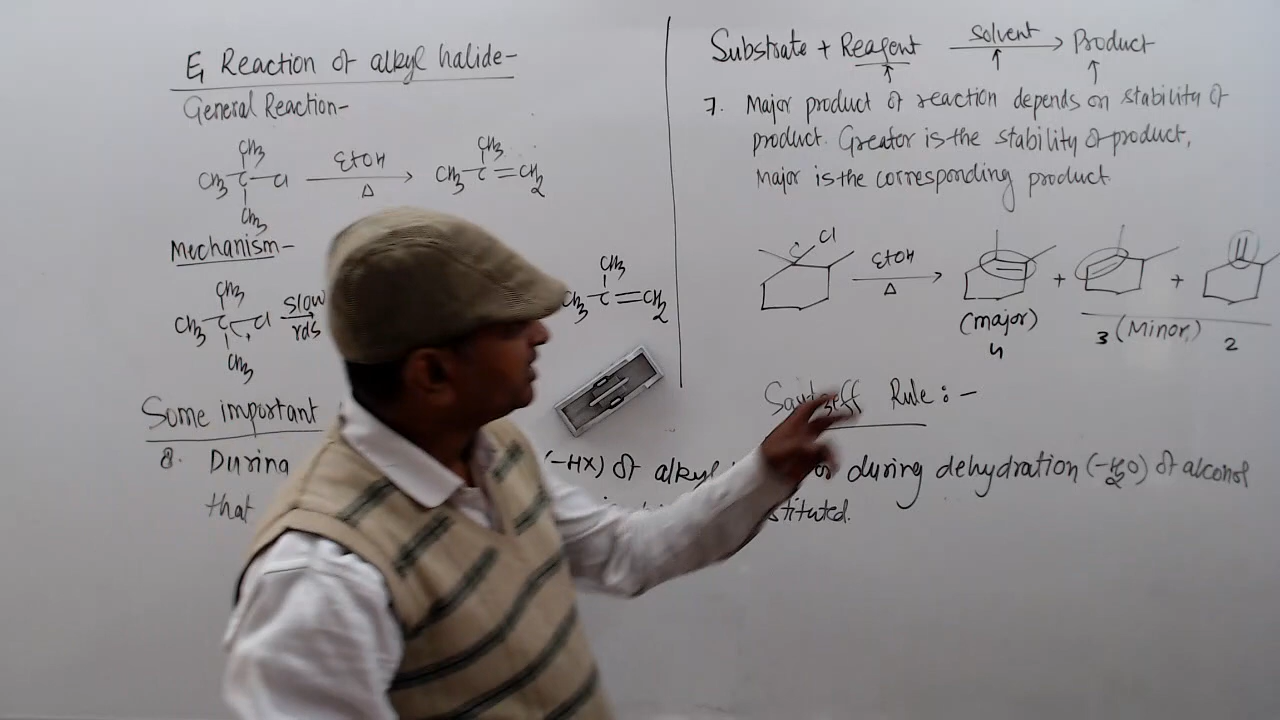 E1 Reaction of alkyl halide-
General Reaction-
CH3
CH3 C Cl EtOH Δ CH3 C=CH2
CH3
CH3
Mechanism-
CH3
CH3 C Cl slow rds
CH3
CH3
CH3 C=CH2
Some important
8. During (-HX) of alkyl during dehydration (-H2O) of alcohol
that stituted.
Substrate + Reagent solvent Product
7. Major product of reaction depends on stability of
product. Greator is the stability of product,
Major is the corresponding product
C Cl EtOH Δ + +
(major) (Minor)
4 3 2
Saytzeff Rule :-